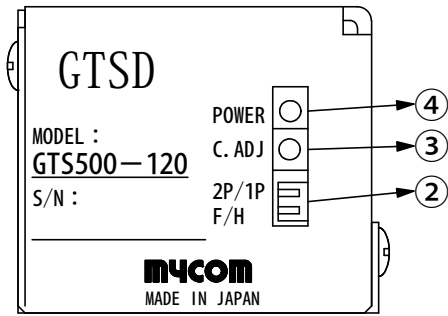 GTSD
POWER
④
MODEL：
C. ADJ
③
GTS500－120
2P/1P
②
S/N：
F/H
mycom
MADE IN JAPAN